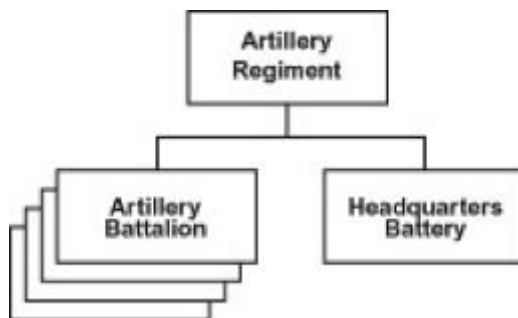 Artillery
Regiment
Artillery
Battalion
Headquarters
Battery